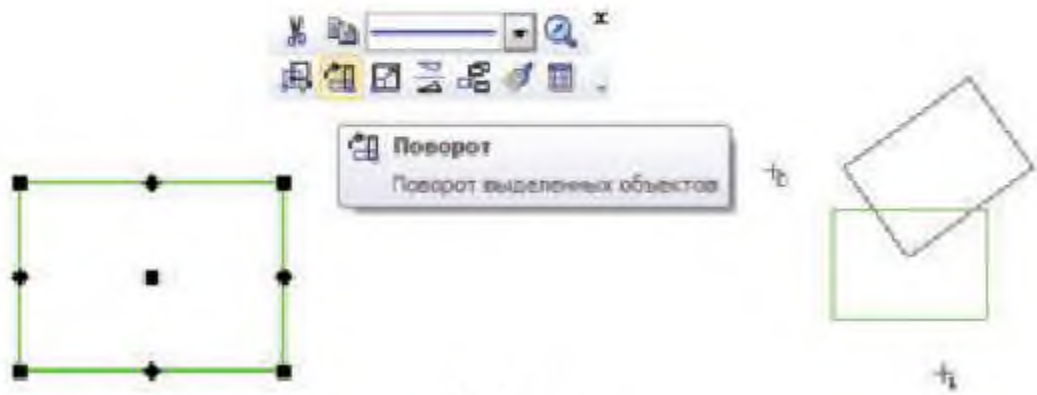 Поворот
Поворот выделенных объектов